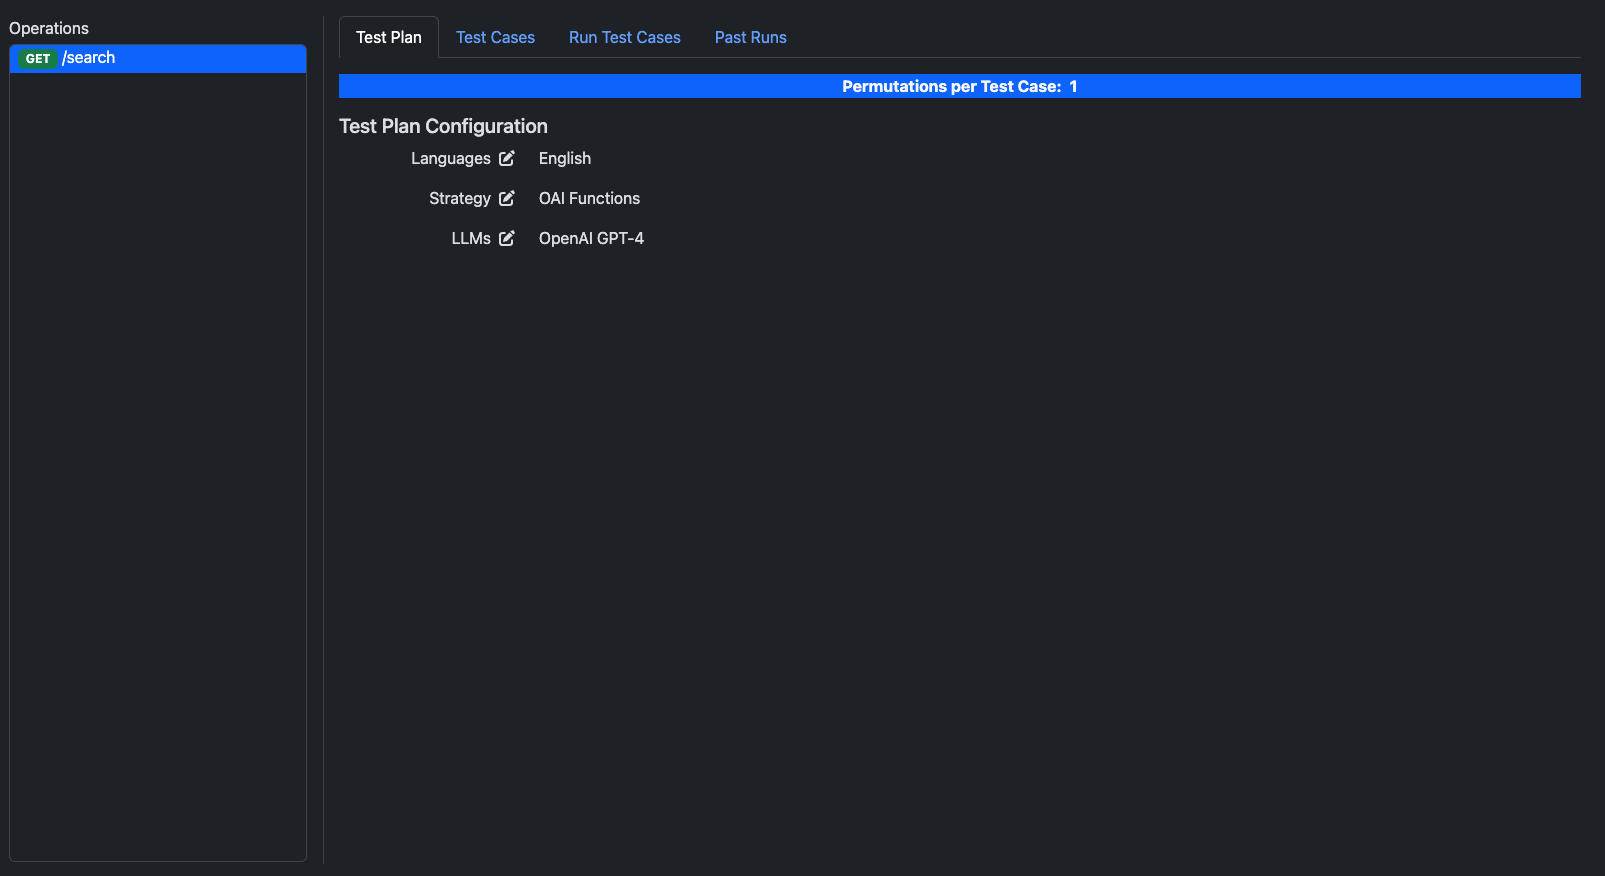 Operations
GET /search
Test Plan Test Cases Run Test Cases Past Runs
Permutations per Test Case: 1
Test Plan Configuration
Languages English
Strategy OAI Functions
LLMs OpenAI GPT-4